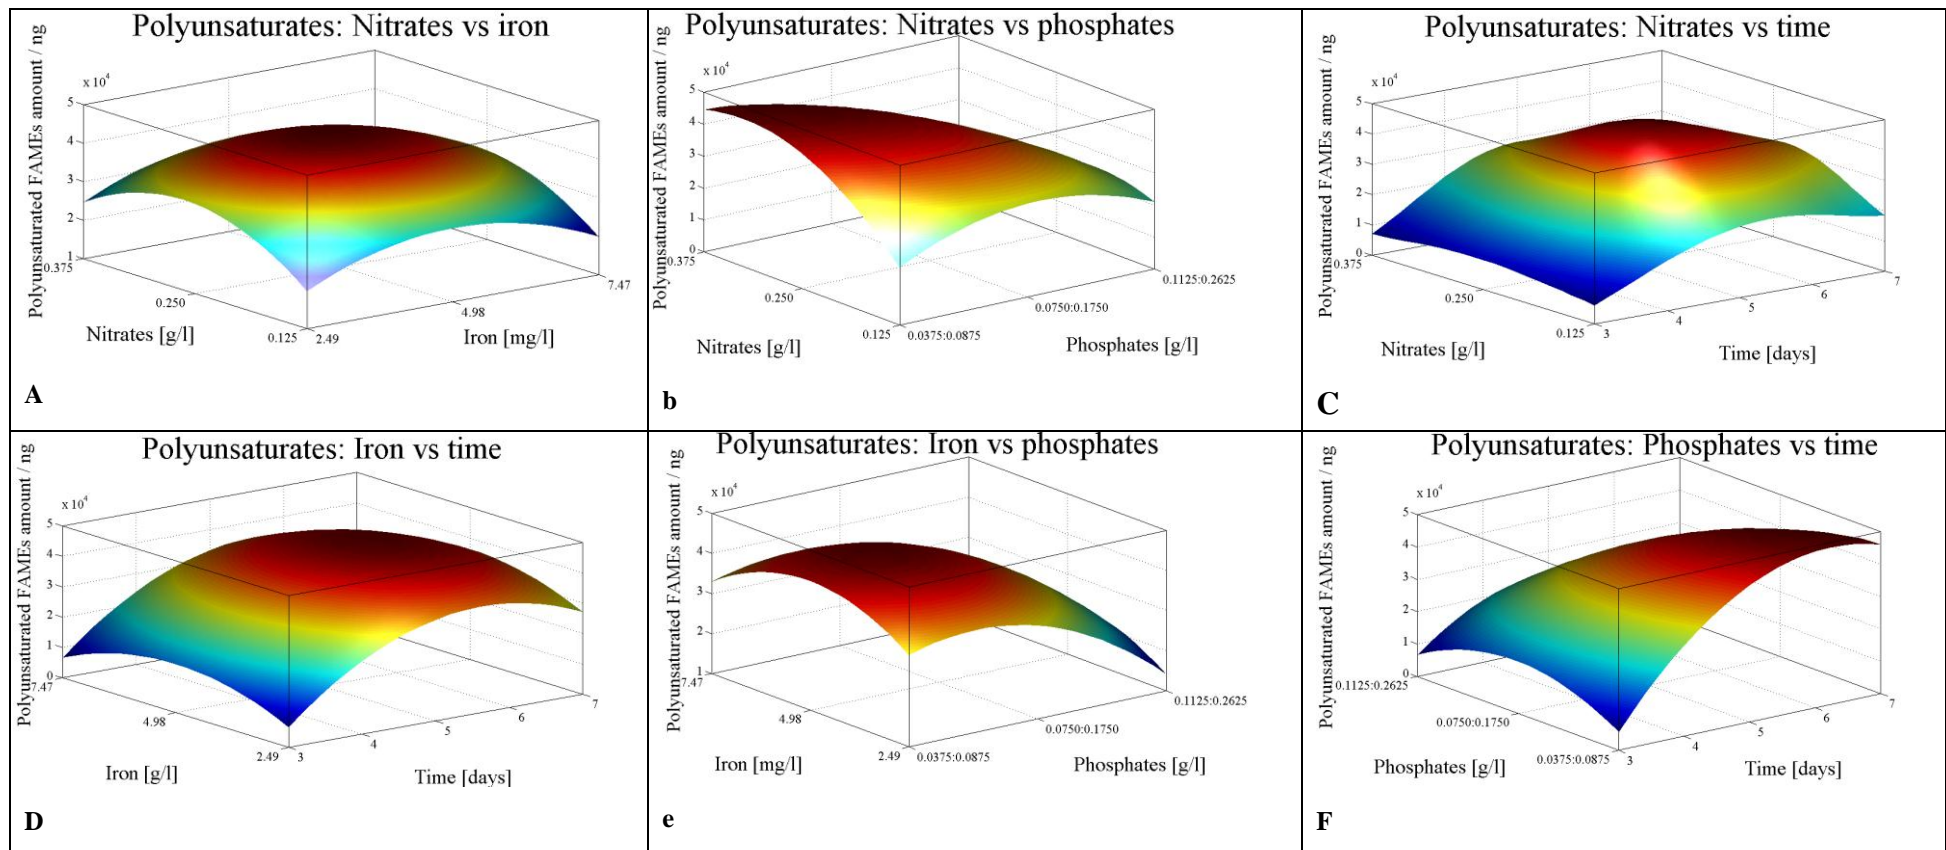 Polyunsaturates: Nitrates vs iron
Polyunsaturated FAMEs amount / ng
x 10⁴
5
4
3
2
1
0.375
0.250
0.125
2.49
4.98
7.47
Nitrates [g/l]
Iron [mg/l]
A
Polyunsaturates: Nitrates vs phosphates
Polyunsaturated FAMEs amount / ng
x 10⁴
5
4
3
2
1
0
0.375
0.250
0.125
0.0375:0.0875
0.0750:0.1750
0.1125:0.2625
Nitrates [g/l]
Phosphates [g/l]
b
Polyunsaturates: Nitrates vs time
Polyunsaturated FAMEs amount / ng
x 10⁴
5
4
3
2
1
0
0.375
0.250
0.125
3
4
5
6
7
Nitrates [g/l]
Time [days]
C
Polyunsaturates: Iron vs time
Polyunsaturated FAMEs amount / ng
x 10⁴
5
4
3
2
1
0
7.47
4.98
2.49
3
4
5
6
7
Iron [g/l]
Time [days]
D
Polyunsaturates: Iron vs phosphates
Polyunsaturated FAMEs amount / ng
x 10⁴
5
4
3
2
1
7.47
4.98
2.49
0.0375:0.0875
0.0750:0.1750
0.1125:0.2625
Iron [mg/l]
Phosphates [g/l]
e
Polyunsaturates: Phosphates vs time
Polyunsaturated FAMEs amount / ng
x 10⁴
5
4
3
2
1
0
0.1125:0.2625
0.0750:0.1750
0.0375:0.0875
3
4
5
6
7
Phosphates [g/l]
Time [days]
F